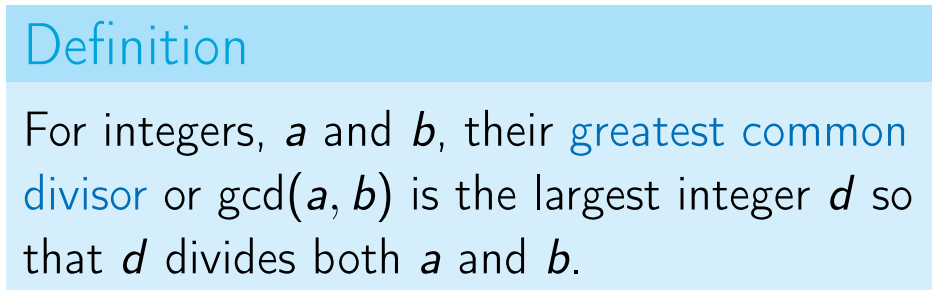 Definition
For integers, a and b, their greatest common
divisor or gcd(a, b) is the largest integer d so
that d divides both a and b.